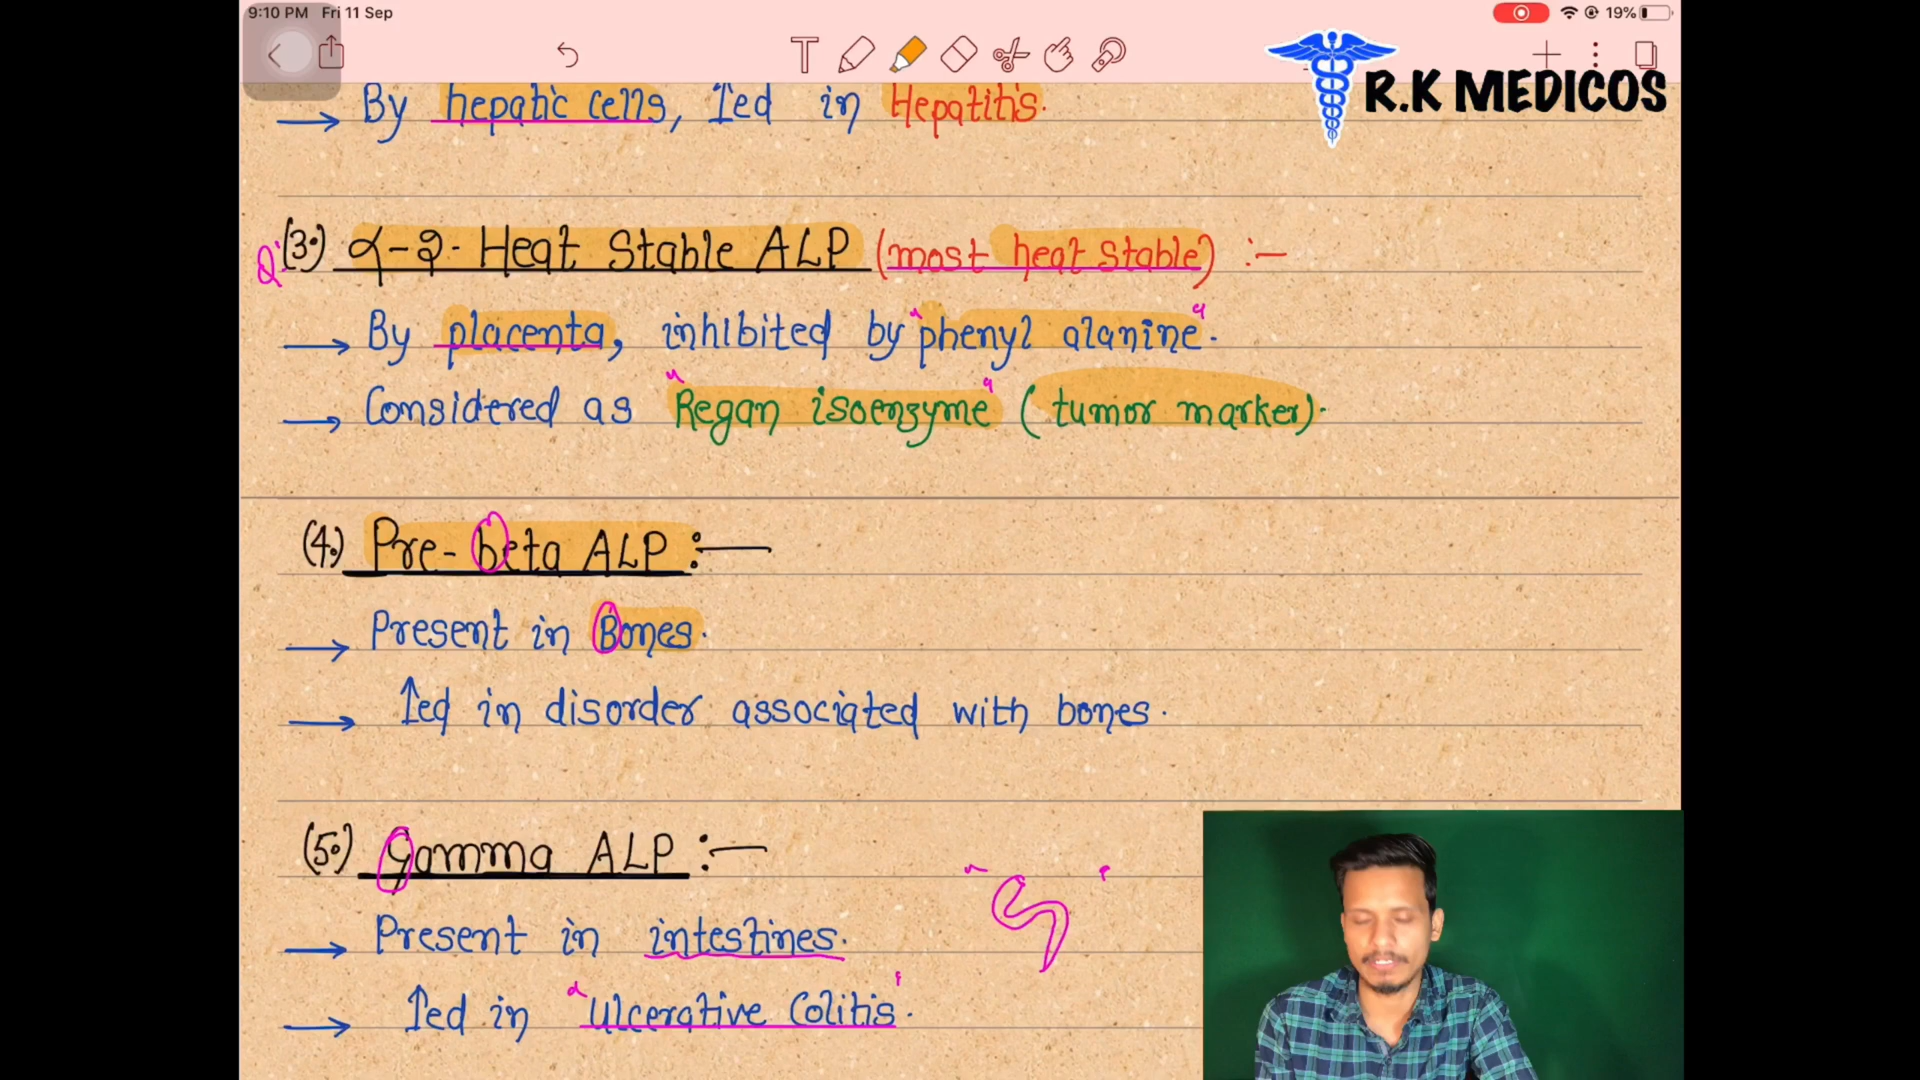 9:10 PM Fri 11 Sep
19%
T
R.K MEDICOS
→ By hepatic cells, ↑ed in Hepatitis.
Q. (3.) α-2. Heat Stable ALP (most heat stable) :-
→ By placenta, inhibited by "phenyl alanine".
→ Considered as "Regan isoenzyme" (tumor marker).
(4.) Pre-beta ALP :-
→ Present in Bones.
→ ↑ed in disorder associated with bones.
(5.) Gamma ALP :-
→ Present in intestines.
→ ↑ed in "Ulcerative Colitis".